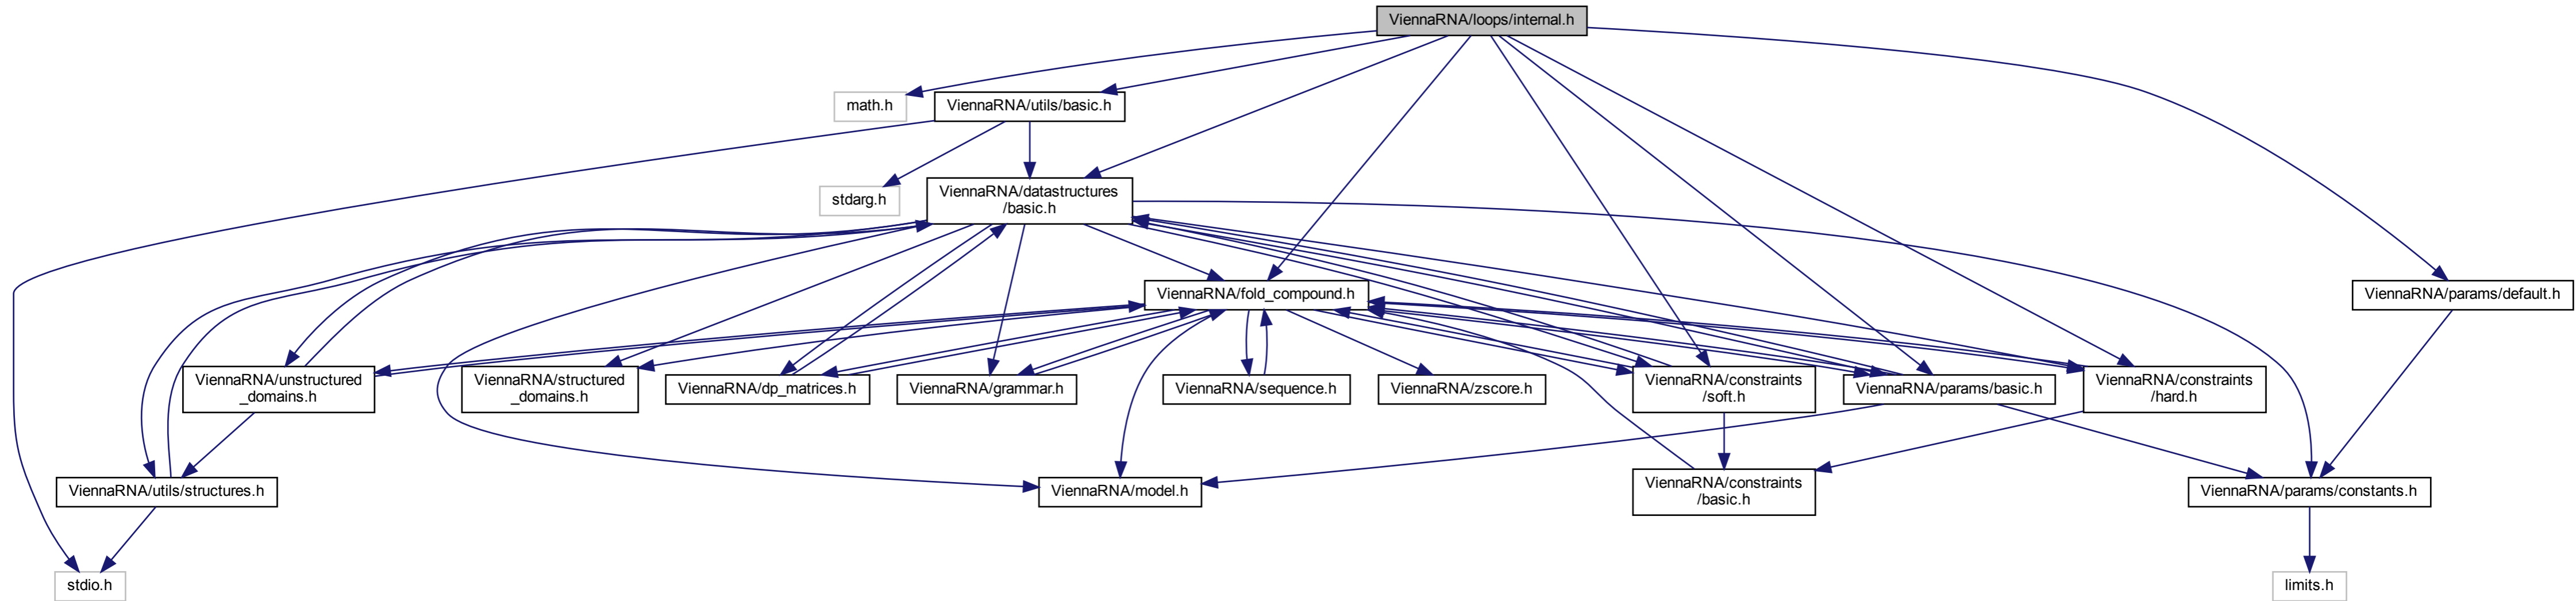 ViennaRNA/loops/internal.h
math.h
ViennaRNA/utils/basic.h
stdarg.h
ViennaRNA/datastructures
/basic.h
ViennaRNA/fold_compound.h
ViennaRNA/params/default.h
ViennaRNA/unstructured
_domains.h
ViennaRNA/structured
_domains.h
ViennaRNA/dp_matrices.h
ViennaRNA/grammar.h
ViennaRNA/sequence.h
ViennaRNA/zscore.h
ViennaRNA/constraints
/soft.h
ViennaRNA/params/basic.h
ViennaRNA/constraints
/hard.h
ViennaRNA/utils/structures.h
ViennaRNA/model.h
ViennaRNA/constraints
/basic.h
ViennaRNA/params/constants.h
stdio.h
limits.h